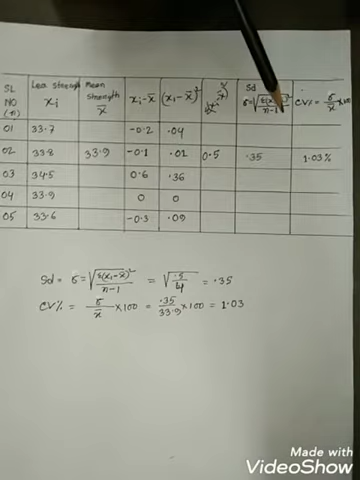 SL NO (n) Lea Strength xi Mean Strength x̄ xi-x̄ (xi-x̄)² Sd CV% = σ/x̄ x100
01 33.7 -0.2 .04
02 33.8 33.9 -0.1 .01 0.5 .35 1.03%
03 34.5 0.6 .36
04 33.9 0 0
05 33.6 -0.3 .09
Sd = σ = √Σ(xi-x̄)²/n-1 = √.5/4 = .35
CV% = σ/x̄ x100 = .35/33.9 x100 = 1.03
Made with
VideoShow